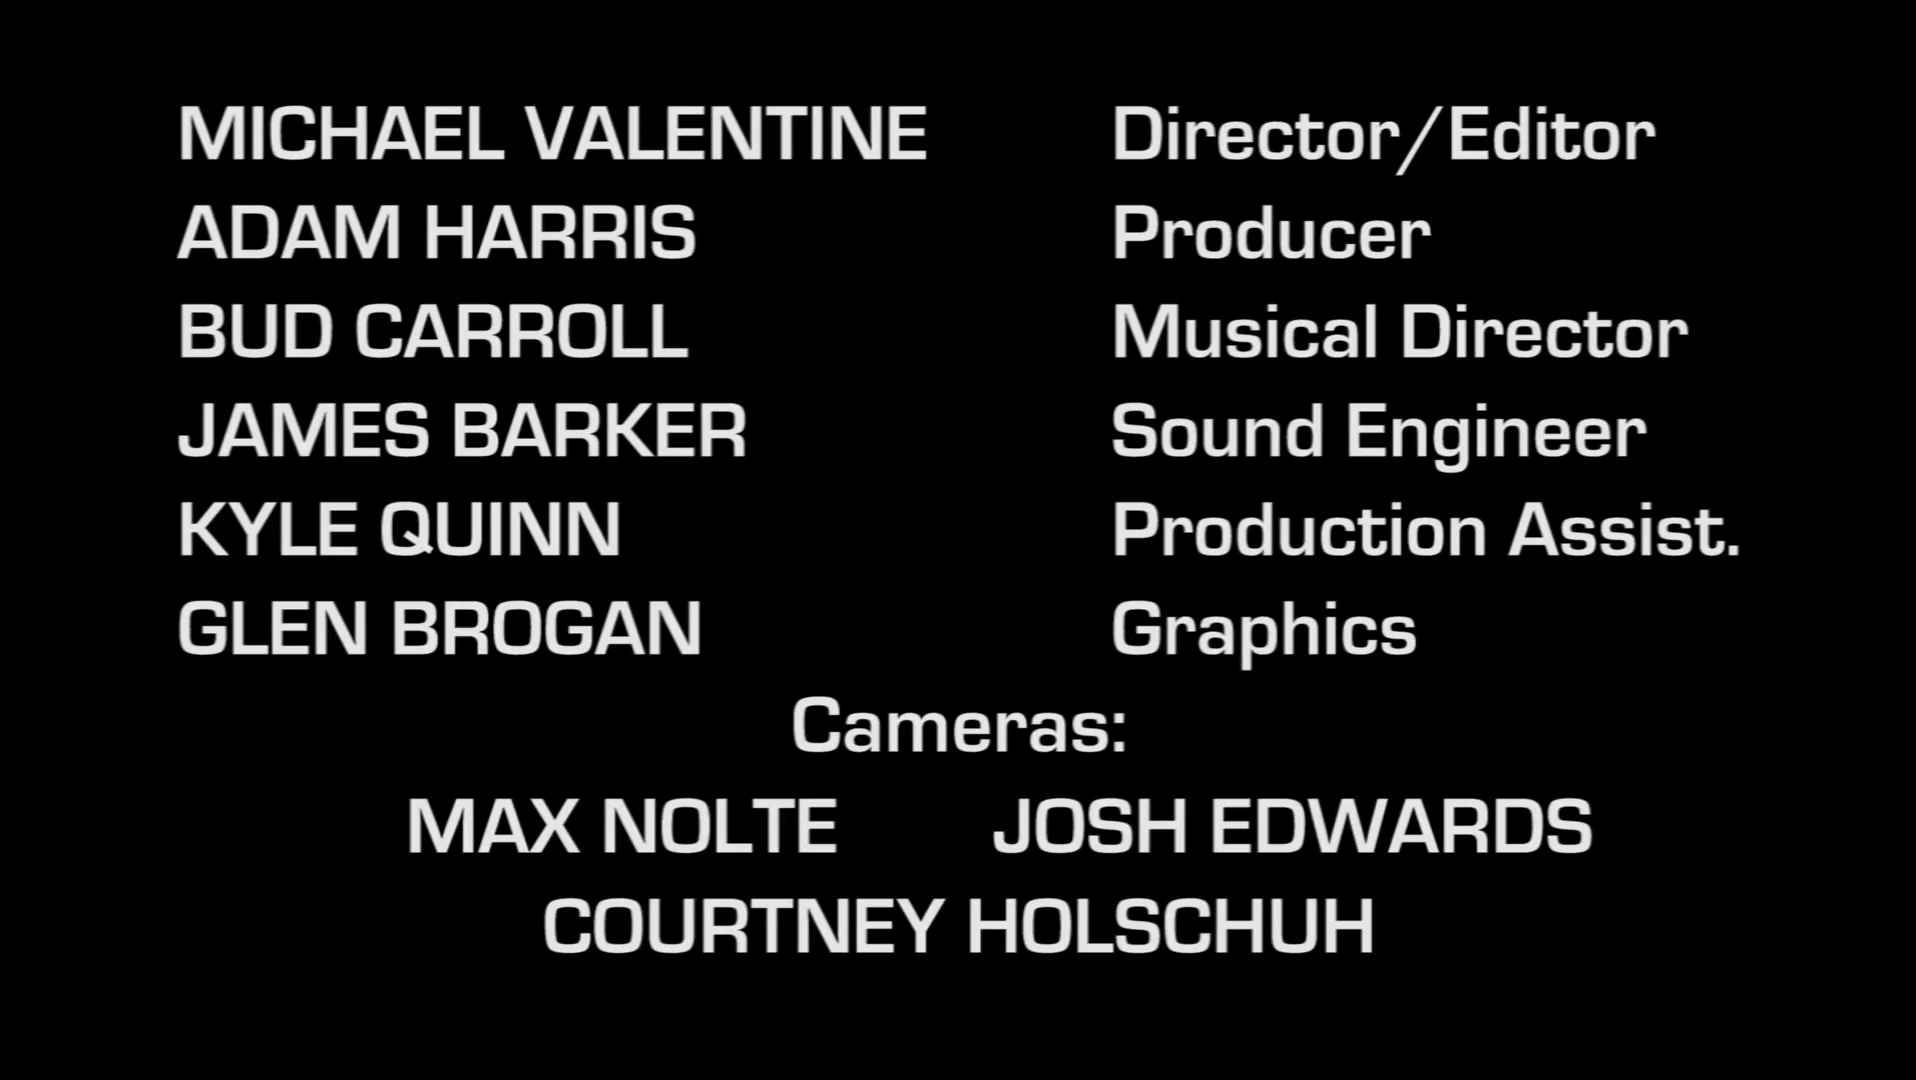 MICHAEL VALENTINE Director/Editor
ADAM HARRIS Producer
BUD CARROLL Musical Director
JAMES BARKER Sound Engineer
KYLE QUINN Production Assist.
GLEN BROGAN Graphics
Cameras:
MAX NOLTE JOSH EDWARDS
COURTNEY HOLSCHUH